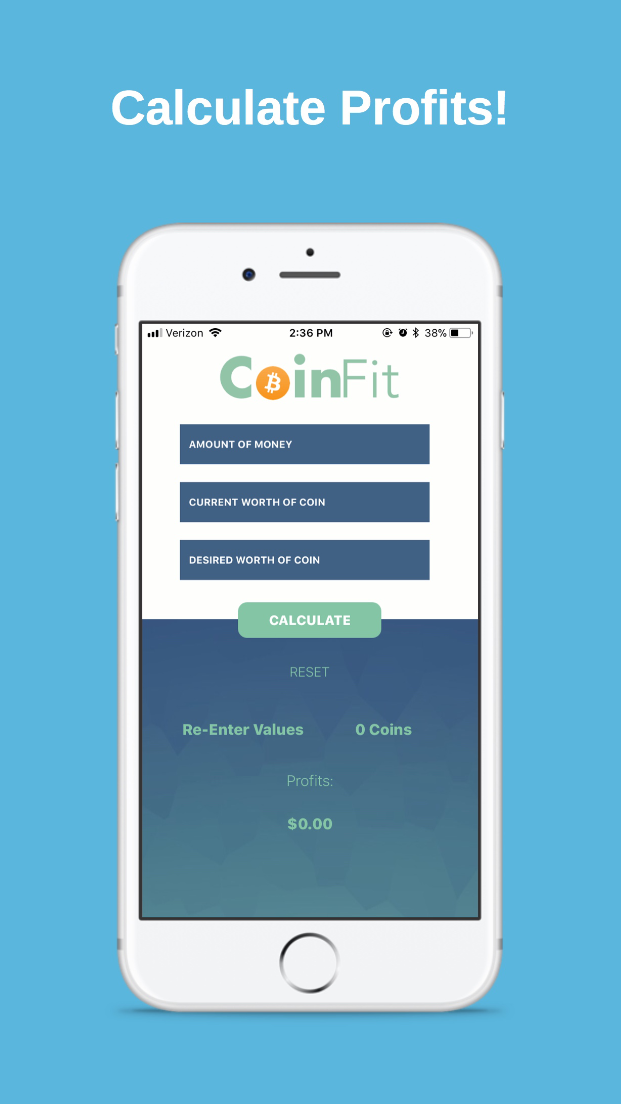 Calculate Profits!
Verizon 2:36 PM 38%
CoinFit
AMOUNT OF MONEY
CURRENT WORTH OF COIN
DESIRED WORTH OF COIN
CALCULATE
RESET
Re-Enter Values 0 Coins
Profits:
$0.00